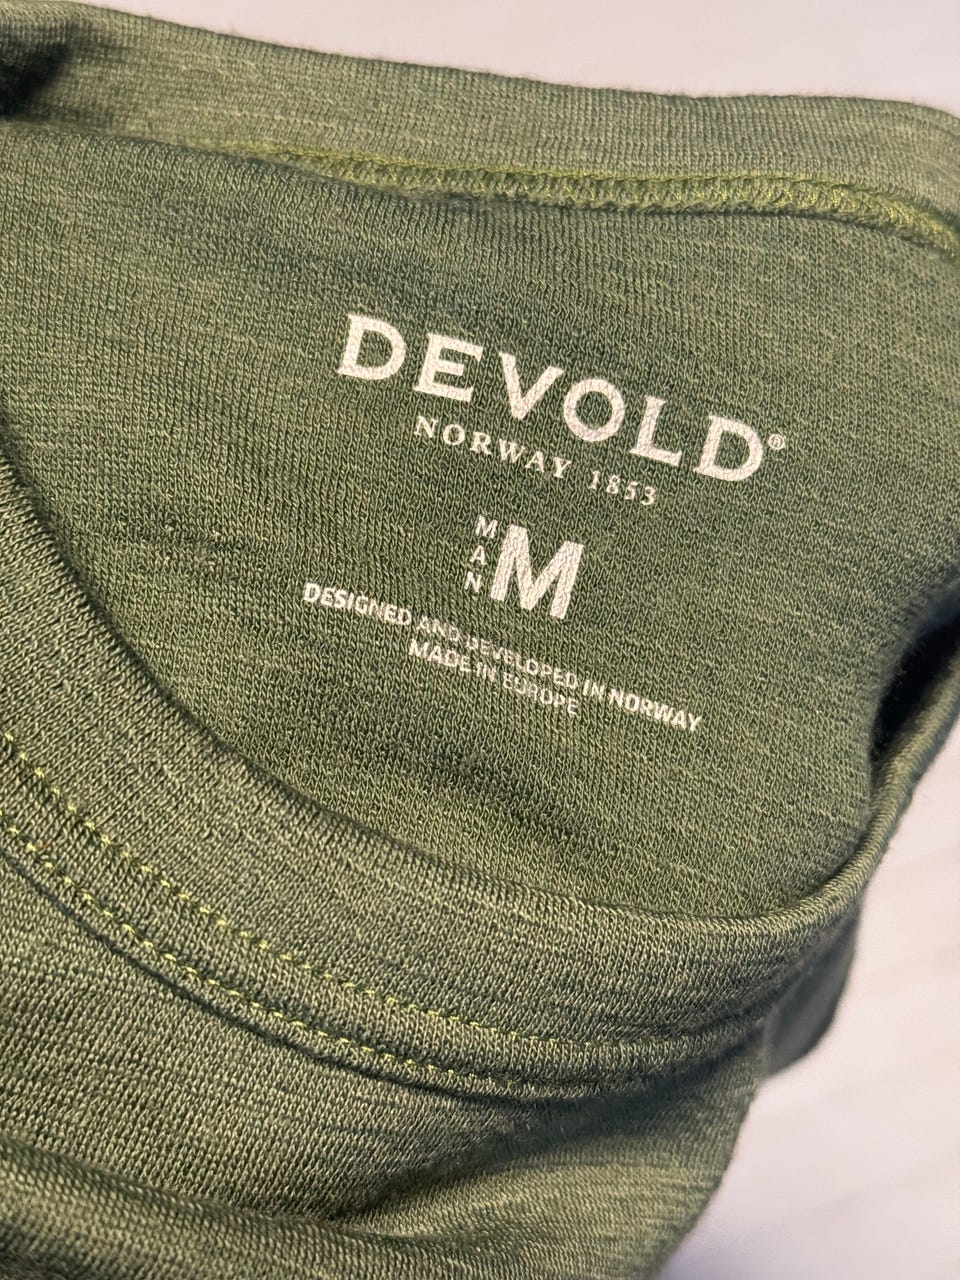 DEVOLD®
NORWAY 1853
MAN
M
DESIGNED AND DEVELOPED IN NORWAY
MADE IN EUROPE